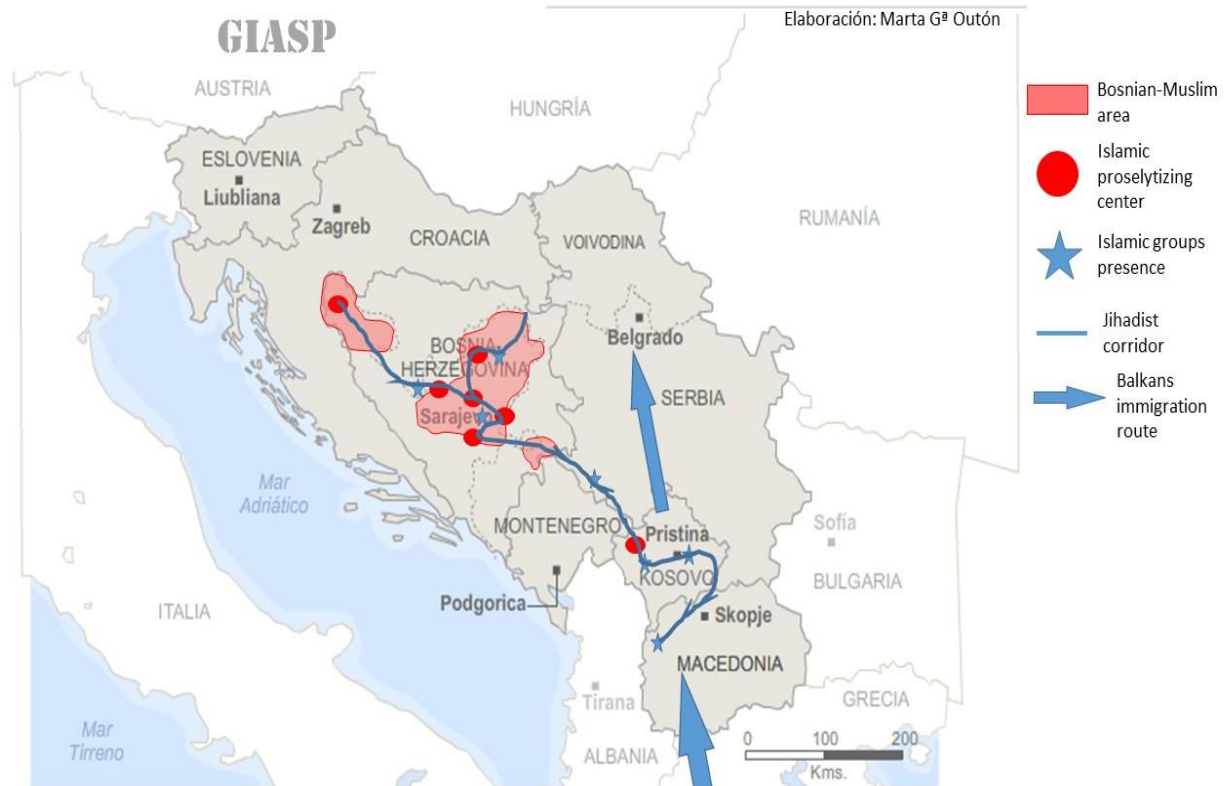 GIASP
Elaboración: Marta Gª Outón
AUSTRIA
HUNGRÍA
ESLOVENIA
Liubliana
Zagreb
CROACIA
VOIVODINA
RUMANÍA
Belgrado
BOSNIA
HERZEGOVINA
Sarajevo
SERBIA
Mar
Adriático
MONTENEGRO
Pristina
KOSOVO
Sofía
BULGARIA
Podgorica
ITALIA
Skopje
MACEDONIA
Tirana
ALBANIA
GRECIA
Mar
Tirreno
0 100 200
Kms.
Bosnian-Muslim
area
Islamic
proselytizing
center
Islamic groups
presence
Jihadist
corridor
Balkans
immigration
route